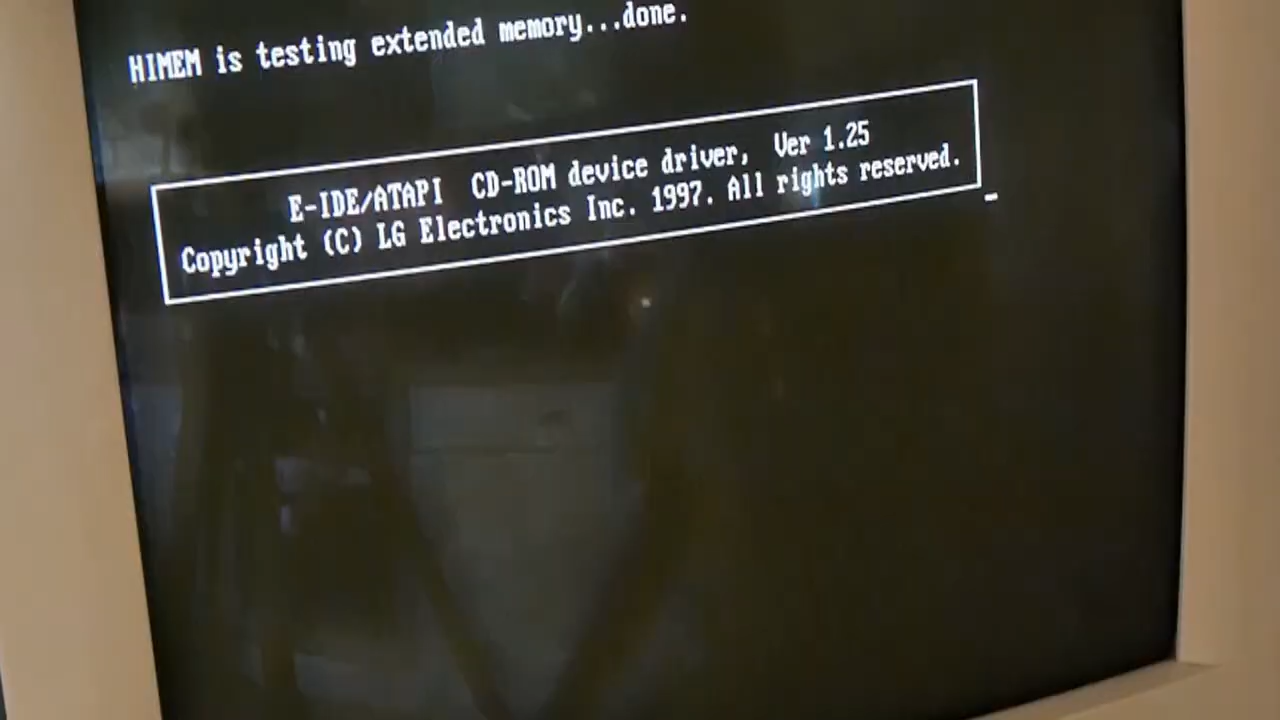 HIMEM is testing extended memory...done.
E-IDE/ATAPI CD-ROM device driver, Ver 1.25
Copyright (C) LG Electronics Inc. 1997. All rights reserved.